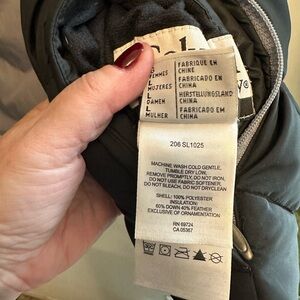 FEMMES
FABRIQUE EN
CHINE
L
MUJERES
FABRICADO EN
CHINA
L
DAMEN
HERSTELLUNGSLAND
CHINA
L
MULHER
FABRICADO EM
CHINA
206 SL1025
MACHINE WASH COLD GENTLE,
TUMBLE DRY LOW,
REMOVE PROMPTLY, DO NOT IRON,
DO NOT USE FABRIC SOFTENER,
DO NOT BLEACH, DO NOT DRYCLEAN
SHELL: 100% POLYESTER
INSULATION:
60% DOWN 40% FEATHER
EXCLUSIVE OF ORNAMENTATION
RN 69724
CA 05367